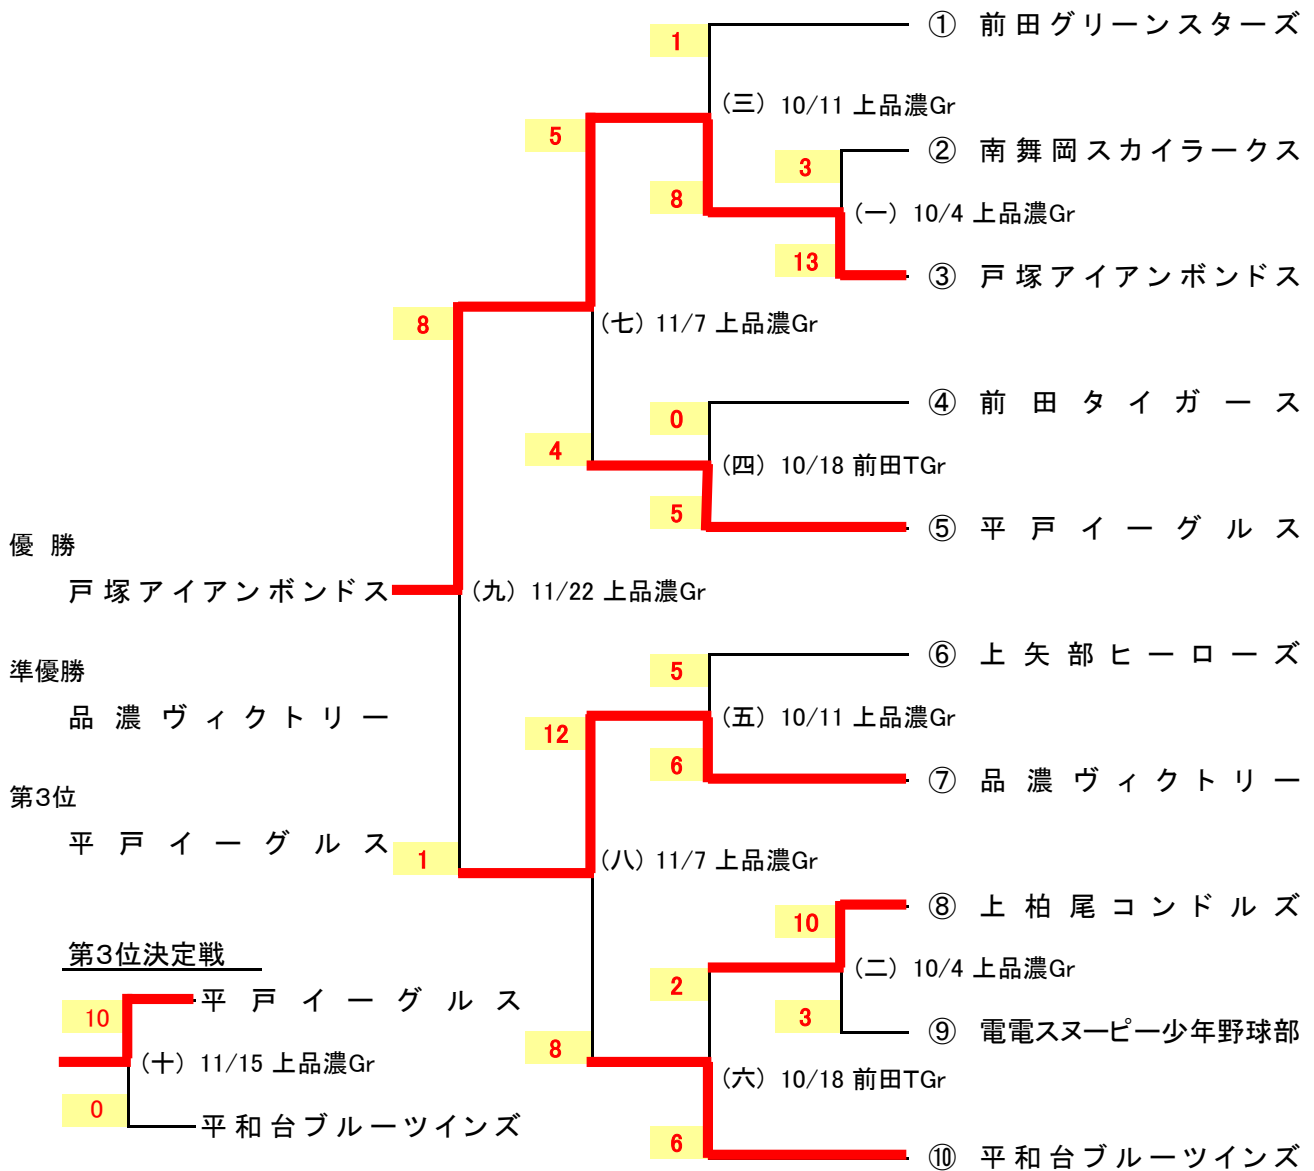 1
① 前田グリーンスターズ
(三) 10/11 上品濃Gr
5
3
② 南舞岡スカイラークス
8
(一) 10/4 上品濃Gr
13
③ 戸塚アイアンボンドス
8
(七) 11/7 上品濃Gr
0
④ 前田タイガース
4
(四) 10/18 前田TGr
5
⑤ 平戸イーグルス
優勝
戸塚アイアンボンドス
(九) 11/22 上品濃Gr
準優勝
品濃ヴィクトリー
5
⑥ 上矢部ヒーローズ
12
(五) 10/11 上品濃Gr
6
⑦ 品濃ヴィクトリー
第3位
平戸イーグルス
1
(八) 11/7 上品濃Gr
10
⑧ 上柏尾コンドルズ
2
(二) 10/4 上品濃Gr
3
⑨ 電電スヌーピー少年野球部
8
(六) 10/18 前田TGr
6
⑩ 平和台ブルーツインズ
第3位決定戦
10
平戸イーグルス
(十) 11/15 上品濃Gr
0
平和台ブルーツインズ